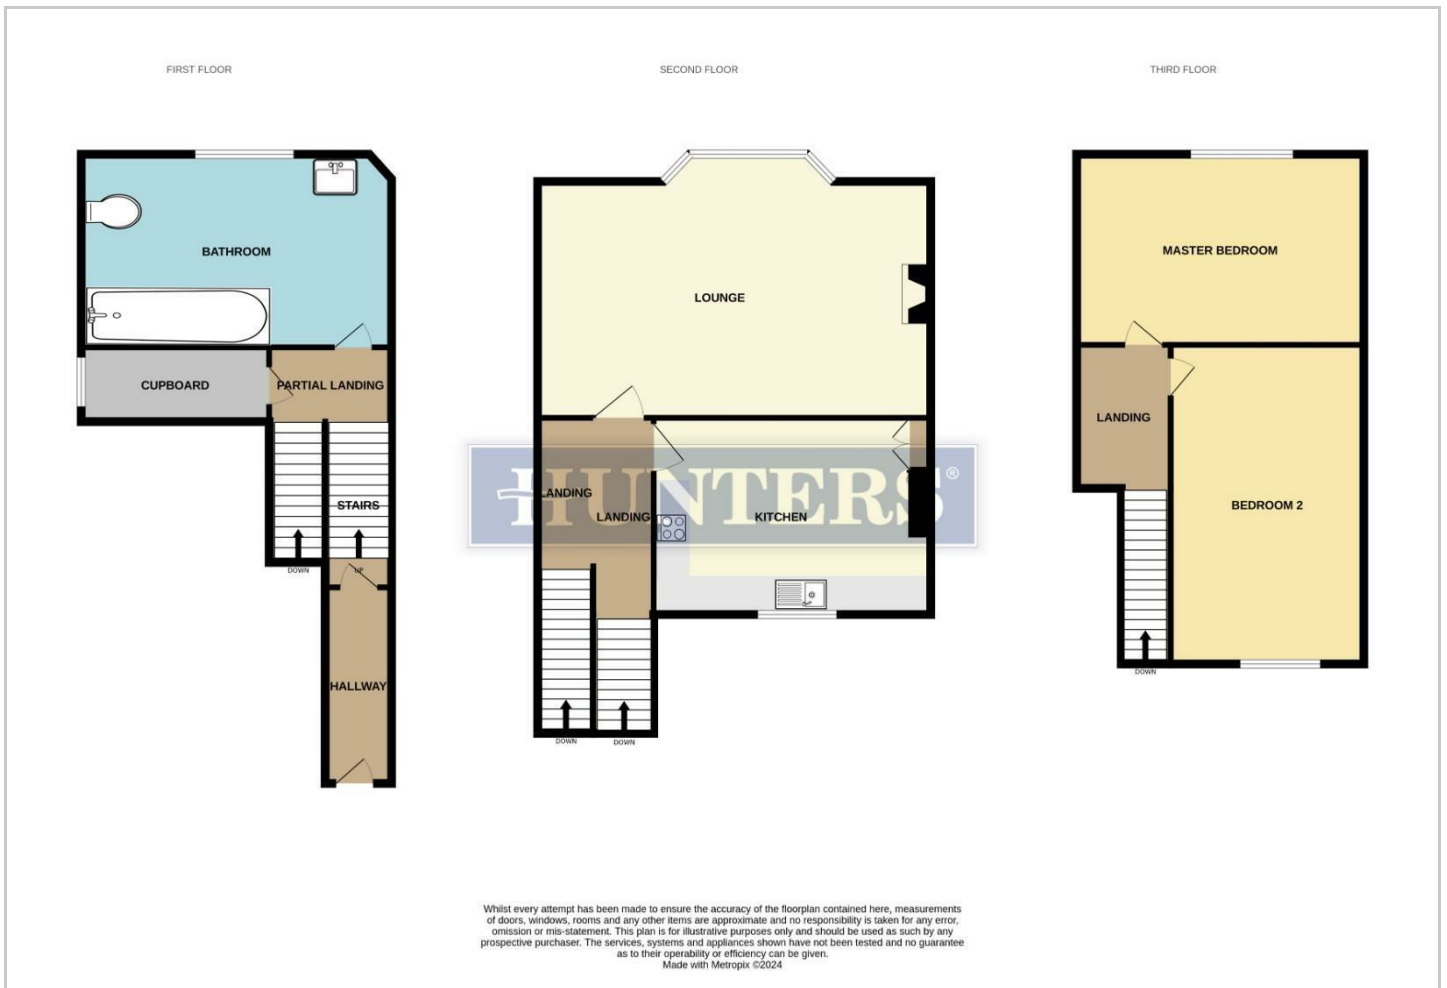 FIRST FLOOR
BATHROOM
CUPBOARD
PARTIAL LANDING
STAIRS
DOWN
UP
HALLWAY
SECOND FLOOR
LOUNGE
HUNTERS®
LANDING
LANDING
KITCHEN
DOWN
DOWN
THIRD FLOOR
MASTER BEDROOM
LANDING
BEDROOM 2
DOWN
Whilst every attempt has been made to ensure the accuracy of the floorplan contained here, measurements
of doors, windows, rooms and any other items are approximate and no responsibility is taken for any error,
omission or mis-statement. This plan is for illustrative purposes only and should be used as such by any
prospective purchaser. The services, systems and appliances shown have not been tested and no guarantee
as to their operability or efficiency can be given.
Made with Metropix ©2024